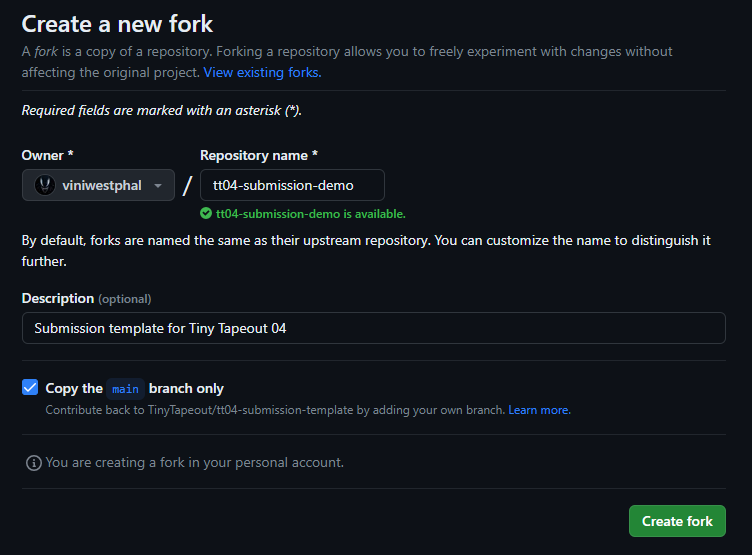 Create a new fork
A fork is a copy of a repository. Forking a repository allows you to freely experiment with changes without
affecting the original project. View existing forks.
Required fields are marked with an asterisk (*).
Owner * Repository name *
viniwestphal / tt04-submission-demo
tt04-submission-demo is available.
By default, forks are named the same as their upstream repository. You can customize the name to distinguish it
further.
Description (optional)
Submission template for Tiny Tapeout 04
Copy the main branch only
Contribute back to TinyTapeout/tt04-submission-template by adding your own branch. Learn more.
You are creating a fork in your personal account.
Create fork